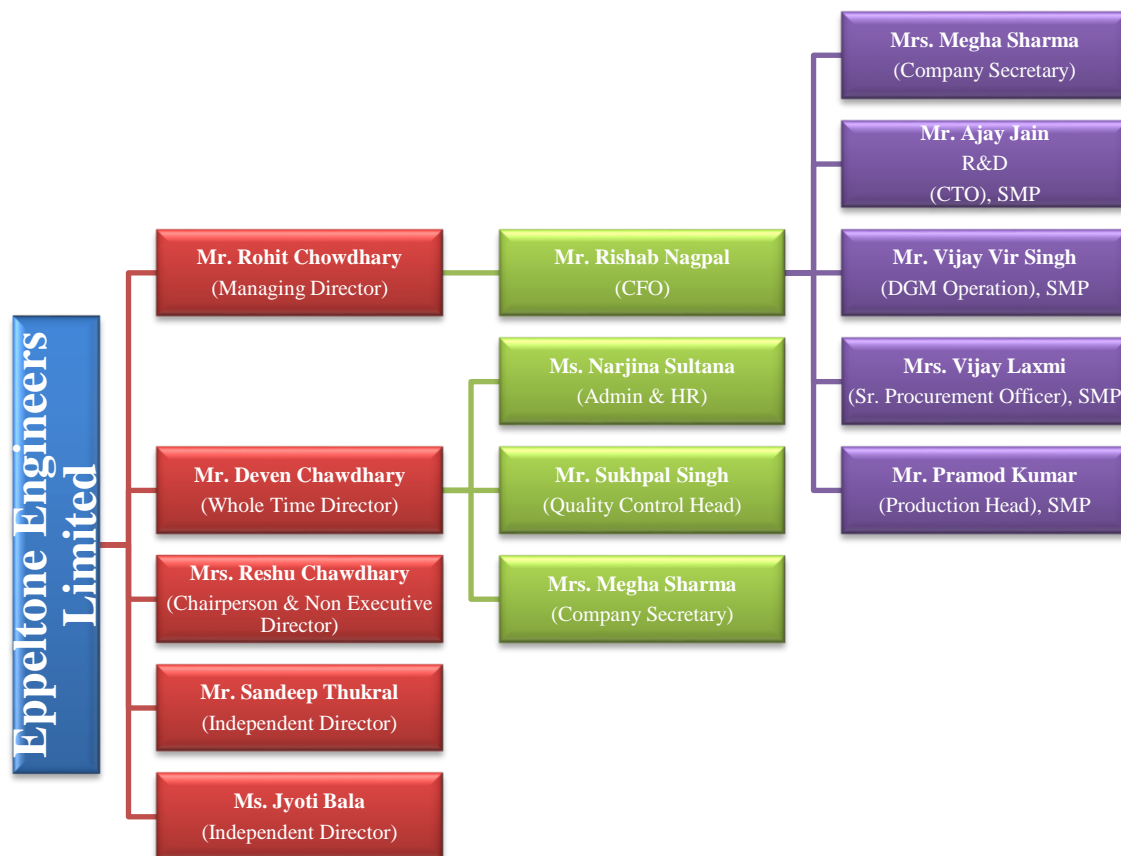 Eppeltone Engineers
Limited
Mr. Rohit Chowdhary
(Managing Director)
Mr. Deven Chawdhary
(Whole Time Director)
Mrs. Reshu Chawdhary
(Chairperson & Non Executive
Director)
Mr. Sandeep Thukral
(Independent Director)
Ms. Jyoti Bala
(Independent Director)
Mr. Rishab Nagpal
(CFO)
Ms. Narjina Sultana
(Admin & HR)
Mr. Sukhpal Singh
(Quality Control Head)
Mrs. Megha Sharma
(Company Secretary)
Mrs. Megha Sharma
(Company Secretary)
Mr. Ajay Jain
R&D
(CTO), SMP
Mr. Vijay Vir Singh
(DGM Operation), SMP
Mrs. Vijay Laxmi
(Sr. Procurement Officer), SMP
Mr. Pramod Kumar
(Production Head), SMP